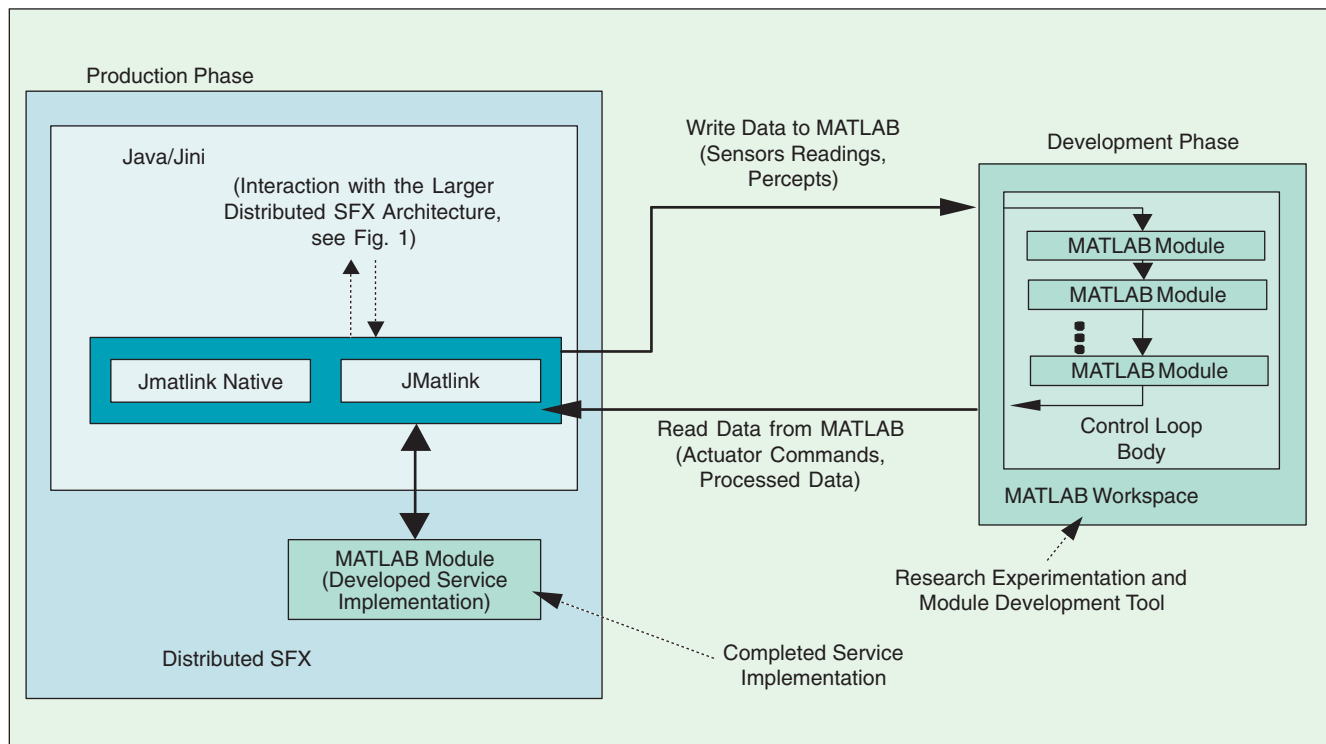 Production Phase
Java/Jini
(Interaction with the Larger
Distributed SFX Architecture,
see Fig. 1)
Jmatlink Native
JMatlink
MATLAB Module
(Developed Service
Implementation)
Distributed SFX
Write Data to MATLAB
(Sensors Readings,
Percepts)
Read Data from MATLAB
(Actuator Commands,
Processed Data)
Completed Service
Implementation
Development Phase
MATLAB Module
MATLAB Module
MATLAB Module
Control Loop
Body
MATLAB Workspace
Research Experimentation and
Module Development Tool